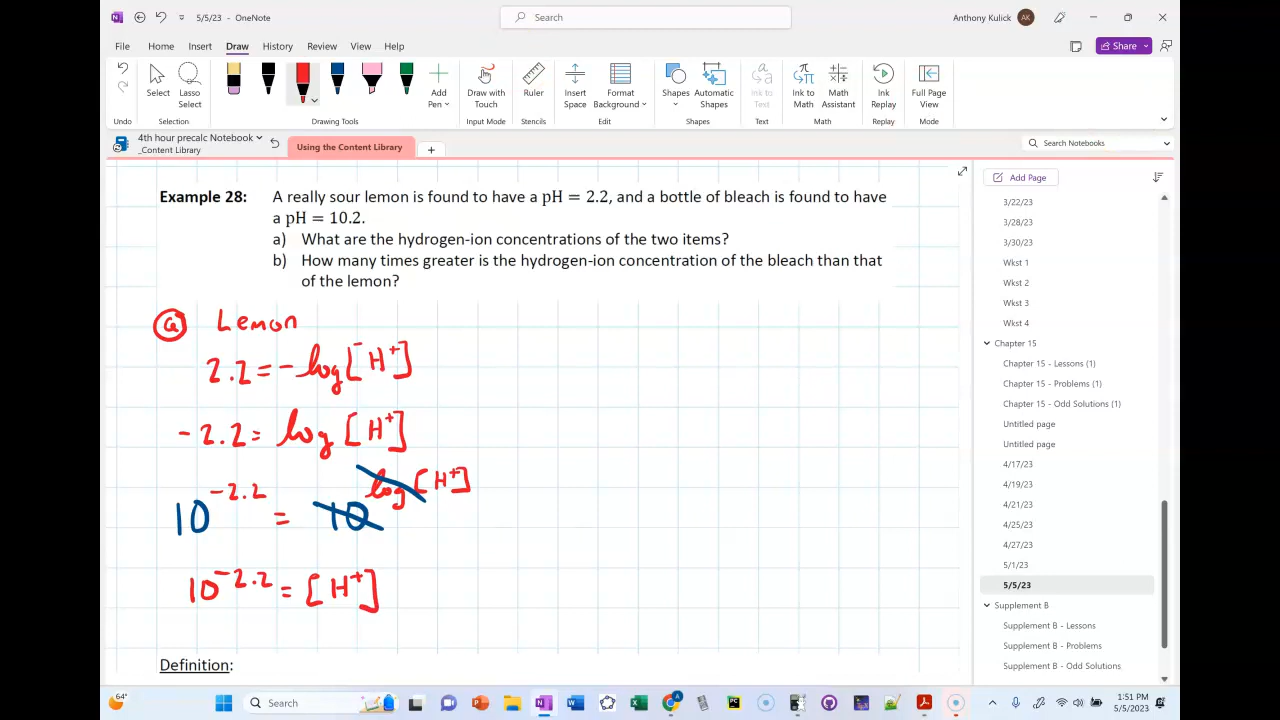 5/5/23 - OneNote
Search
Anthony Kulick AK
File Home Insert Draw History Review View Help
Share
Select
Lasso Select
Add Pen
Draw with Touch
Ruler
Insert Space
Format Background
Shapes
Automatic Shapes
Ink to Text
Ink to Math
Math Assistant
Ink Replay
Full Page View
Undo Selection Drawing Tools Input Mode Stencils Edit Shapes Text Math Replay Mode
4th hour precalc Notebook
_Content Library
Using the Content Library
+
Search Notebooks
Example 28: A really sour lemon is found to have a pH = 2.2, and a bottle of bleach is found to have
a pH = 10.2.
a) What are the hydrogen-ion concentrations of the two items?
b) How many times greater is the hydrogen-ion concentration of the bleach than that
of the lemon?
a Lemon
2.2 = -log[H⁺]
-2.2 = log[H⁺]
10^-2.2 = 10^log[H⁺]
10^-2.2 = [H⁺]
Definition:
Add Page
3/22/23
3/28/23
3/30/23
Wkst 1
Wkst 2
Wkst 3
Wkst 4
Chapter 15
Chapter 15 - Lessons (1)
Chapter 15 - Problems (1)
Chapter 15 - Odd Solutions (1)
Untitled page
Untitled page
4/17/23
4/19/23
4/21/23
4/25/23
4/27/23
5/1/23
5/5/23
Supplement B
Supplement B - Lessons
Supplement B - Problems
Supplement B - Odd Solutions
64°
Search
1:51 PM
5/5/2023